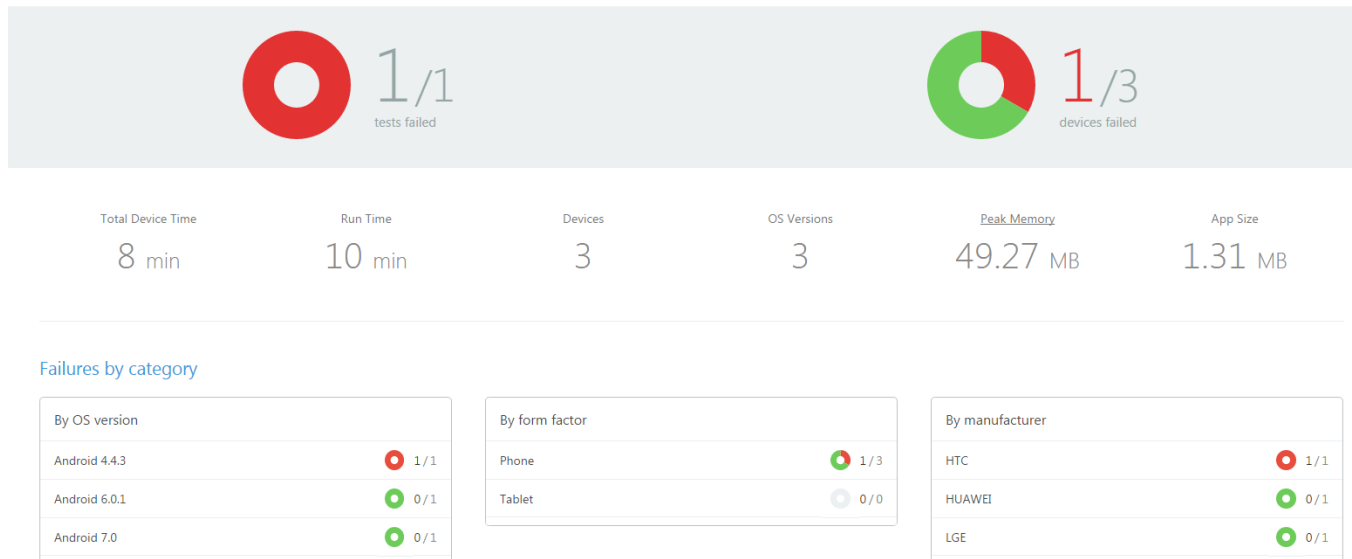 1/1
tests failed
1/3
devices failed
Total Device Time
8 min
Run Time
10 min
Devices
3
OS Versions
3
Peak Memory
49.27 MB
App Size
1.31 MB
Failures by category
By OS version
Android 4.4.3 1/1
Android 6.0.1 0/1
Android 7.0 0/1
By form factor
Phone 1/3
Tablet 0/0
By manufacturer
HTC 1/1
HUAWEI 0/1
LGE 0/1